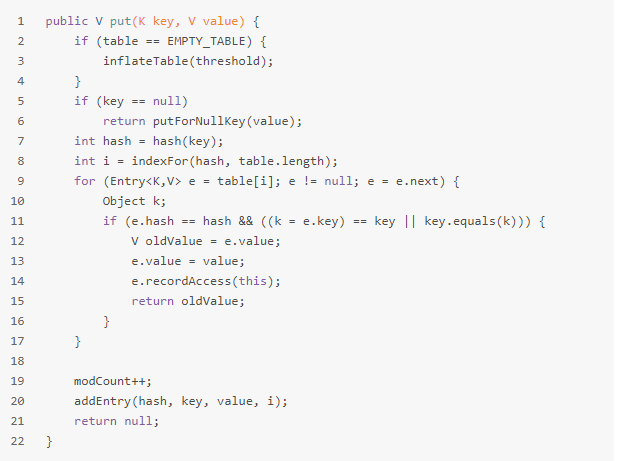 1 public V put(K key, V value) {
2     if (table == EMPTY_TABLE) {
3         inflateTable(threshold);
4     }
5     if (key == null)
6         return putForNullKey(value);
7     int hash = hash(key);
8     int i = indexFor(hash, table.length);
9     for (Entry<K,V> e = table[i]; e != null; e = e.next) {
10         Object k;
11         if (e.hash == hash && ((k = e.key) == key || key.equals(k))) {
12             V oldValue = e.value;
13             e.value = value;
14             e.recordAccess(this);
15             return oldValue;
16         }
17     }
18
19     modCount++;
20     addEntry(hash, key, value, i);
21     return null;
22 }